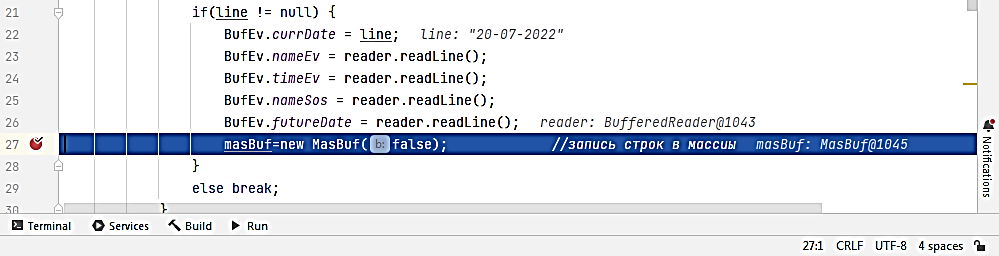 21 if(line != null) {
22 BufEv.currDate = line; line: "20-07-2022"
23 BufEv.nameEv = reader.readLine();
24 BufEv.timeEv = reader.readLine();
25 BufEv.nameSos = reader.readLine();
26 BufEv.futureDate = reader.readLine(); reader: BufferedReader@1043
27 masBuf=new MasBuf( b: false); //запись строк в массивы masBuf: MasBuf@1045
28 }
29 else break;
30 }
Notifications
Terminal Services Build Run
27:1 CRLF UTF-8 4 spaces